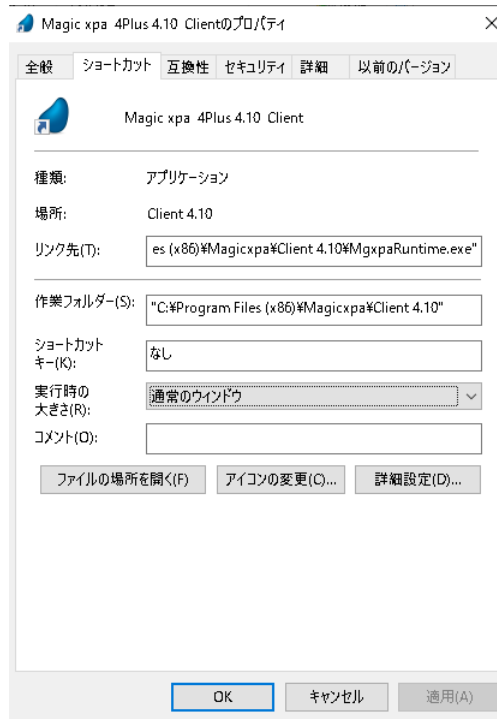 Magic xpa 4Plus 4.10 Clientのプロパティ
全般 ショートカット 互換性 セキュリティ 詳細 以前のバージョン
Magic xpa 4Plus 4.10 Client
種類: アプリケーション
場所: Client 4.10
リンク先(T): es (x86)¥Magicxpa¥Client 4.10¥MgxpaRuntime.exe"
作業フォルダー(S): "C:¥Program Files (x86)¥Magicxpa¥Client 4.10"
ショートカット
キー(K): なし
実行時の
大きさ(R): 通常のウィンドウ
コメント(O):
ファイルの場所を開く(F) アイコンの変更(C)... 詳細設定(D)...
OK キャンセル 適用(A)